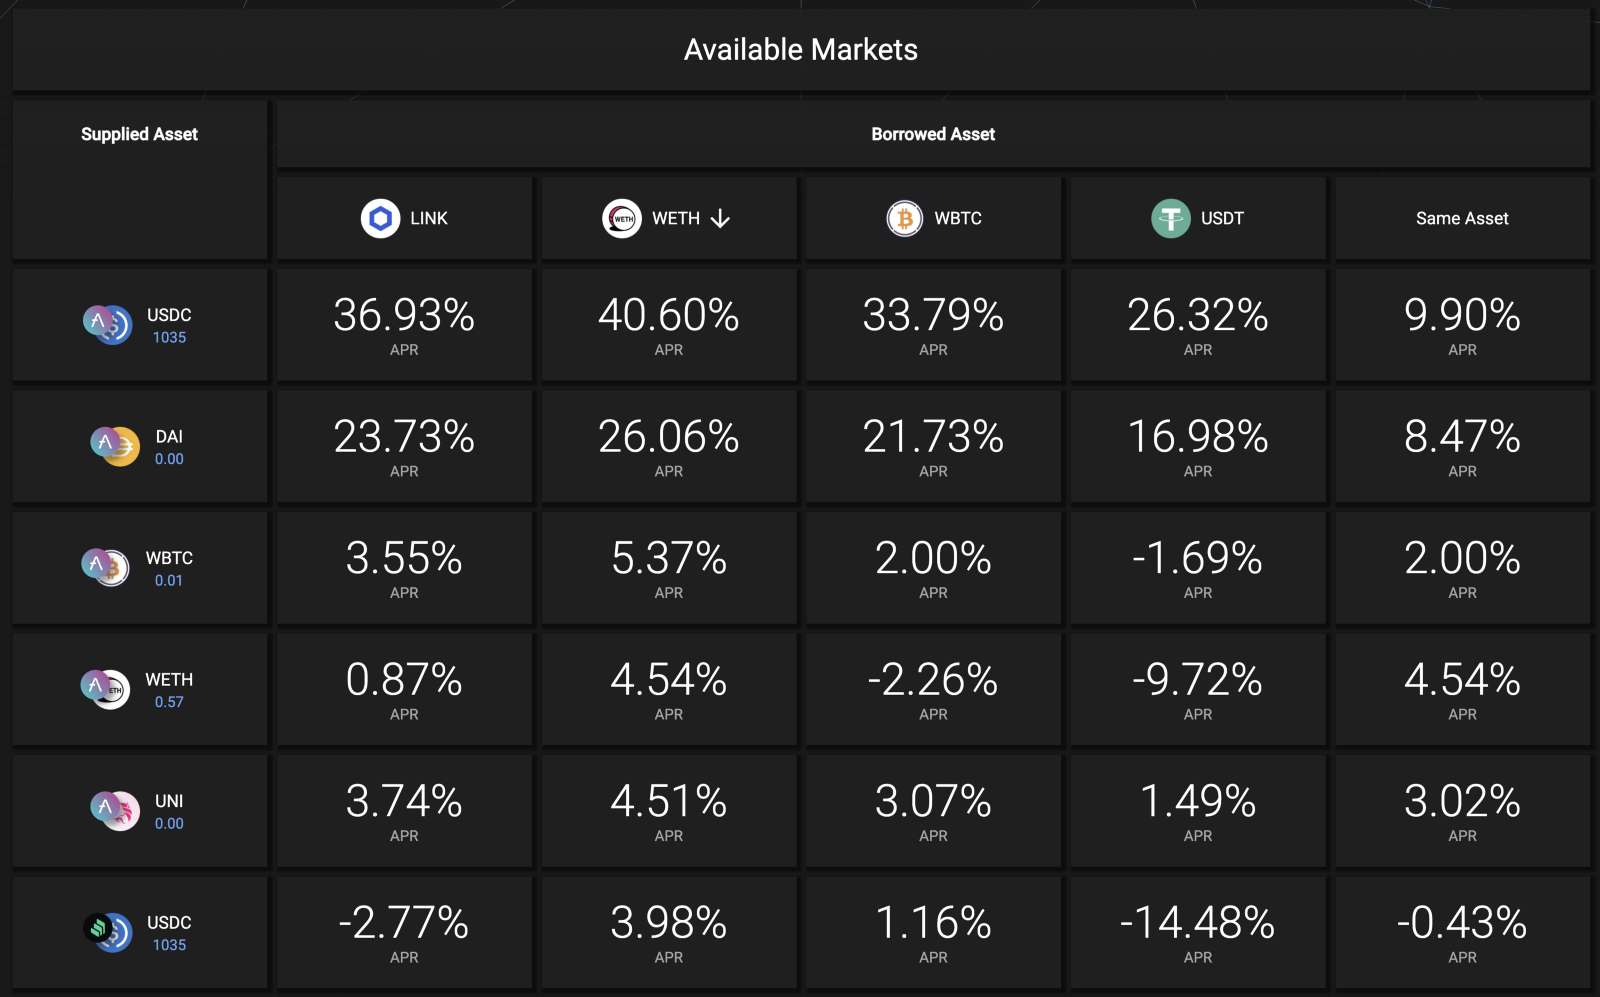 Available Markets
Supplied Asset
Borrowed Asset
LINK
WETH ↓
WBTC
USDT
Same Asset
USDC
1035
36.93%
APR
40.60%
APR
33.79%
APR
26.32%
APR
9.90%
APR
DAI
0.00
23.73%
APR
26.06%
APR
21.73%
APR
16.98%
APR
8.47%
APR
WBTC
0.01
3.55%
APR
5.37%
APR
2.00%
APR
-1.69%
APR
2.00%
APR
WETH
0.57
0.87%
APR
4.54%
APR
-2.26%
APR
-9.72%
APR
4.54%
APR
UNI
0.00
3.74%
APR
4.51%
APR
3.07%
APR
1.49%
APR
3.02%
APR
USDC
1035
-2.77%
APR
3.98%
APR
1.16%
APR
-14.48%
APR
-0.43%
APR